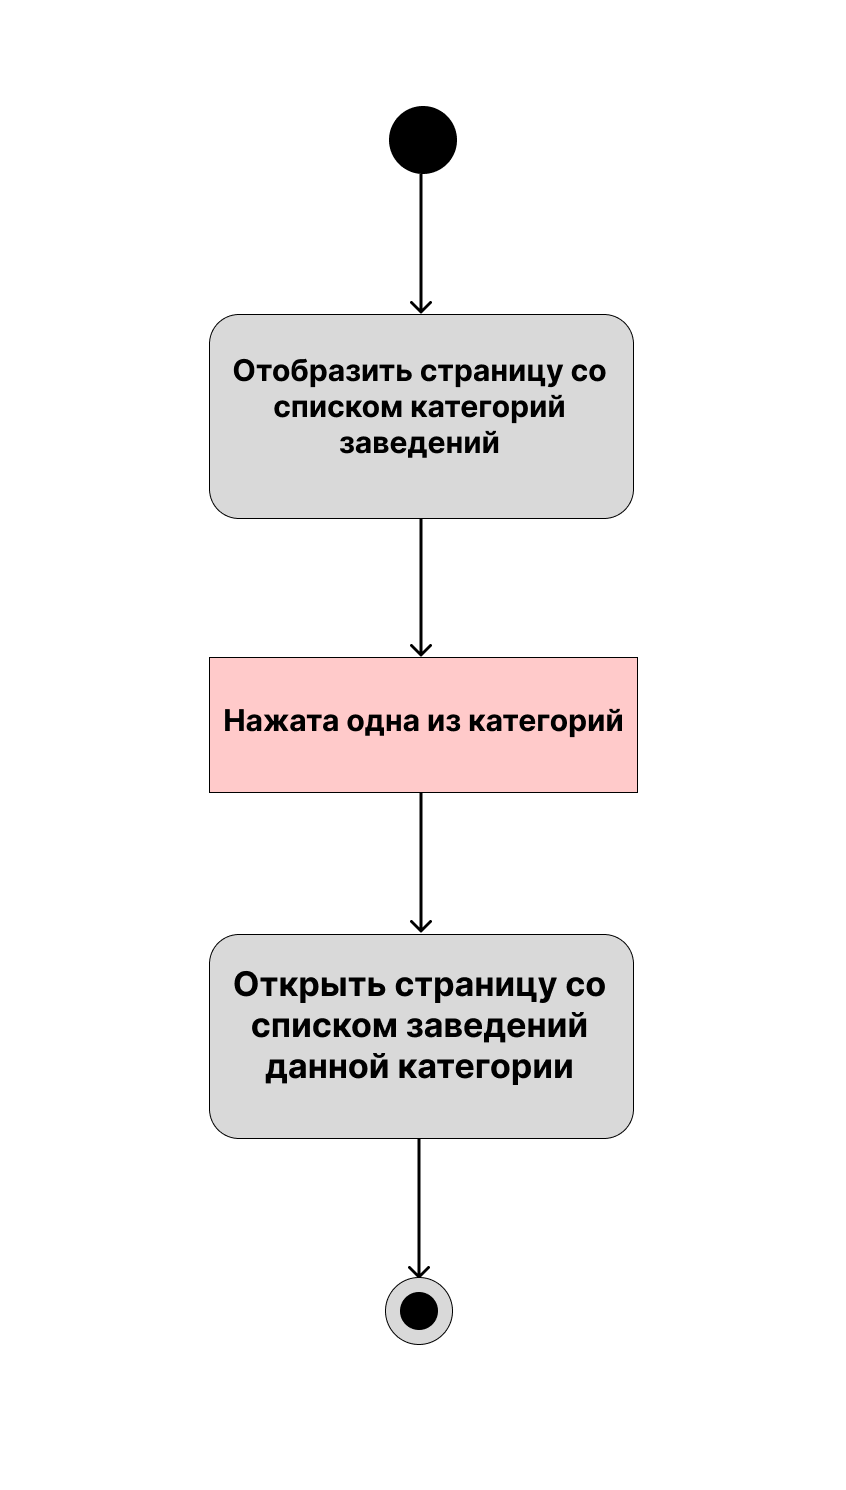 Отобразить страницу со
списком категорий
заведений
Нажата одна из категорий
Открыть страницу со
списком заведений
данной категории